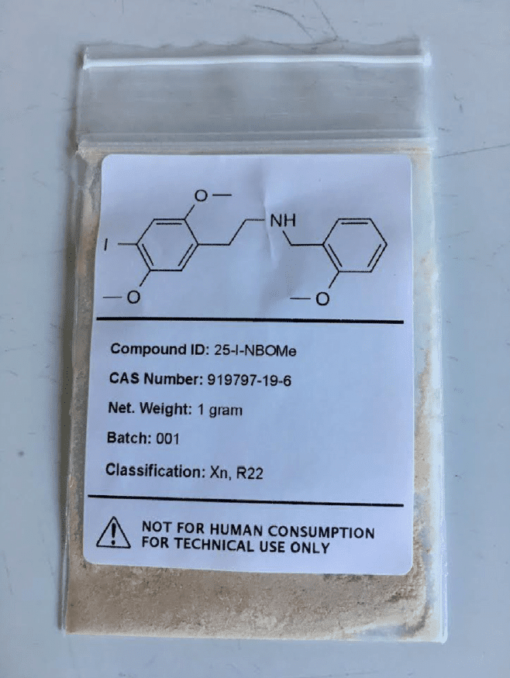 O
I
NH
O
O
Compound ID: 25-I-NBOMe
CAS Number: 919797-19-6
Net. Weight: 1 gram
Batch: 001
Classification: Xn, R22
NOT FOR HUMAN CONSUMPTION
FOR TECHNICAL USE ONLY